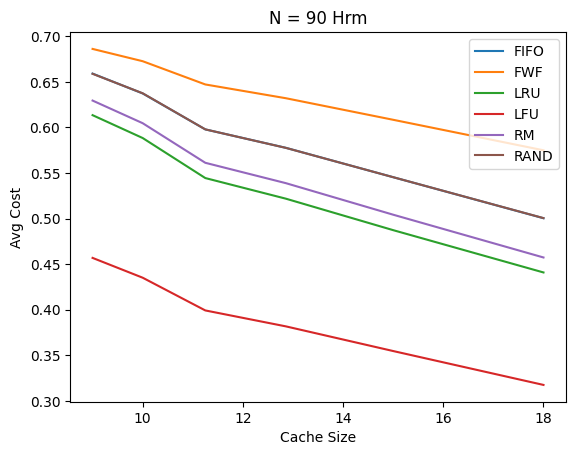 N = 90 Hrm
0.70
0.65
0.60
0.55
0.50
0.45
0.40
0.35
0.30
Avg Cost
FIFO
FWF
LRU
LFU
RM
RAND
10
12
14
16
18
Cache Size